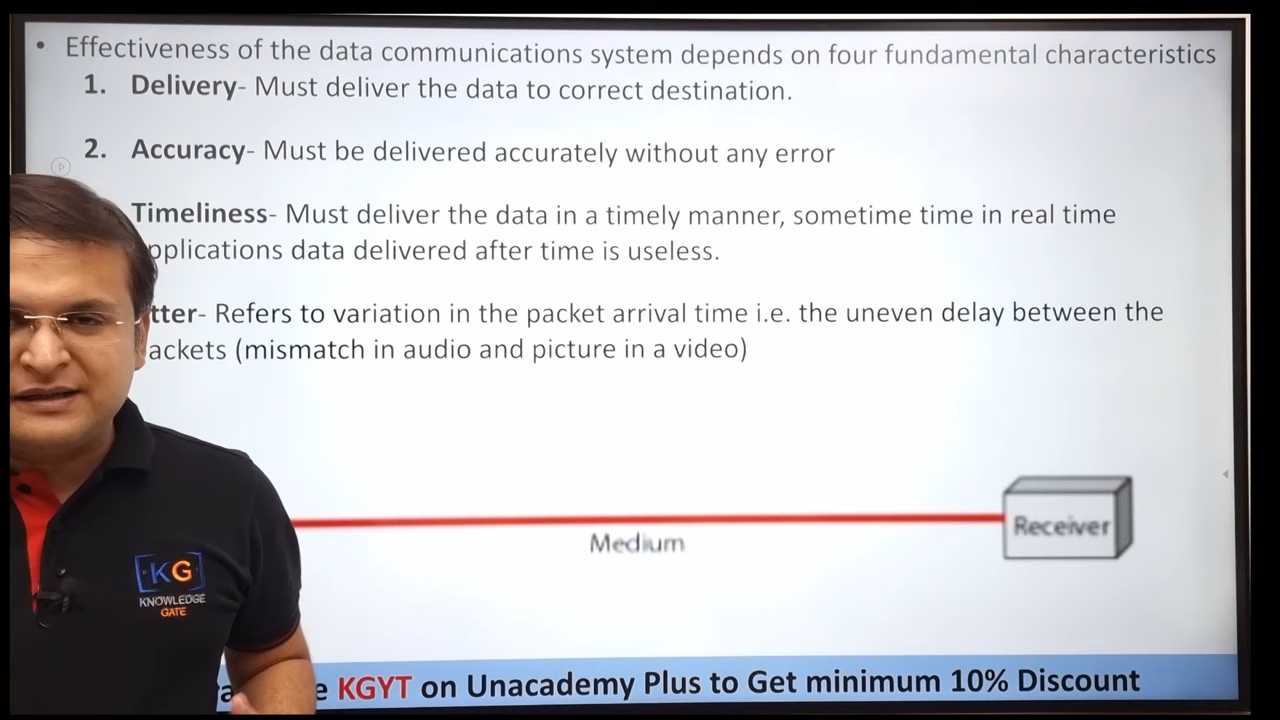 • Effectiveness of the data communications system depends on four fundamental characteristics
1. Delivery- Must deliver the data to correct destination.
2. Accuracy- Must be delivered accurately without any error
Timeliness- Must deliver the data in a timely manner, sometime time in real time
pplications data delivered after time is useless.
tter- Refers to variation in the packet arrival time i.e. the uneven delay between the
ackets (mismatch in audio and picture in a video)
Receiver
Medium
KG
KNOWLEDGE
GATE
KGYT on Unacademy Plus to Get minimum 10% Discount